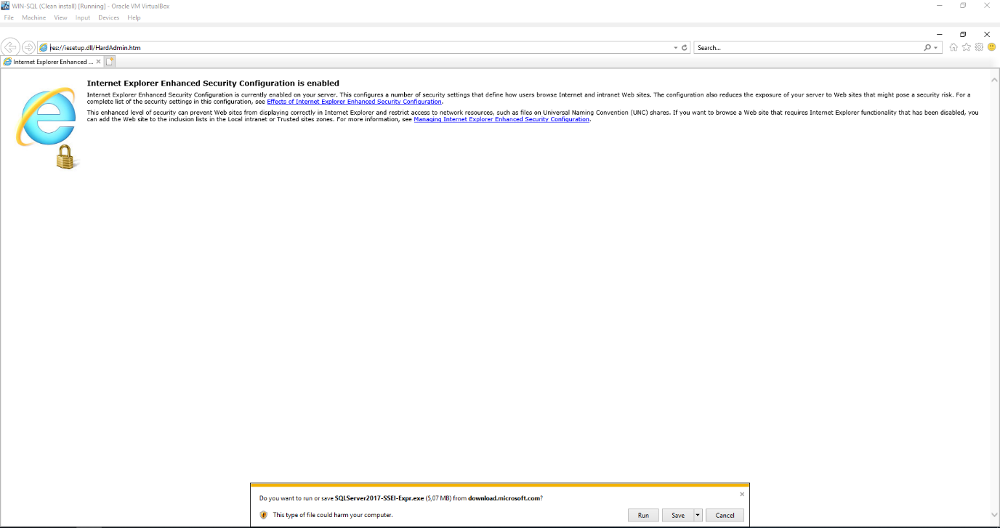 WIN-SQL (Clean install) [Running] - Oracle VM VirtualBox
File Machine View Input Devices Help
res://iesetup.dll/HardAdmin.htm
Search...
Internet Explorer Enhanced ...
Internet Explorer Enhanced Security Configuration is enabled
Internet Explorer Enhanced Security Configuration is currently enabled on your server. This configures a number of security settings that define how users browse Internet and intranet Web sites. The configuration also reduces the exposure of your server to Web sites that might pose a security risk. For a
complete list of the security settings in this configuration, see Effects of Internet Explorer Enhanced Security Configuration.
This enhanced level of security can prevent Web sites from displaying correctly in Internet Explorer and restrict access to network resources, such as files on Universal Naming Convention (UNC) shares. If you want to browse a Web site that requires Internet Explorer functionality that has been disabled, you
can add the Web site to the inclusion lists in the Local intranet or Trusted sites zones. For more information, see Managing Internet Explorer Enhanced Security Configuration.
Do you want to run or save SQLServer2017-SSEI-Expr.exe (5,07 MB) from download.microsoft.com?
This type of file could harm your computer.
Run Save Cancel